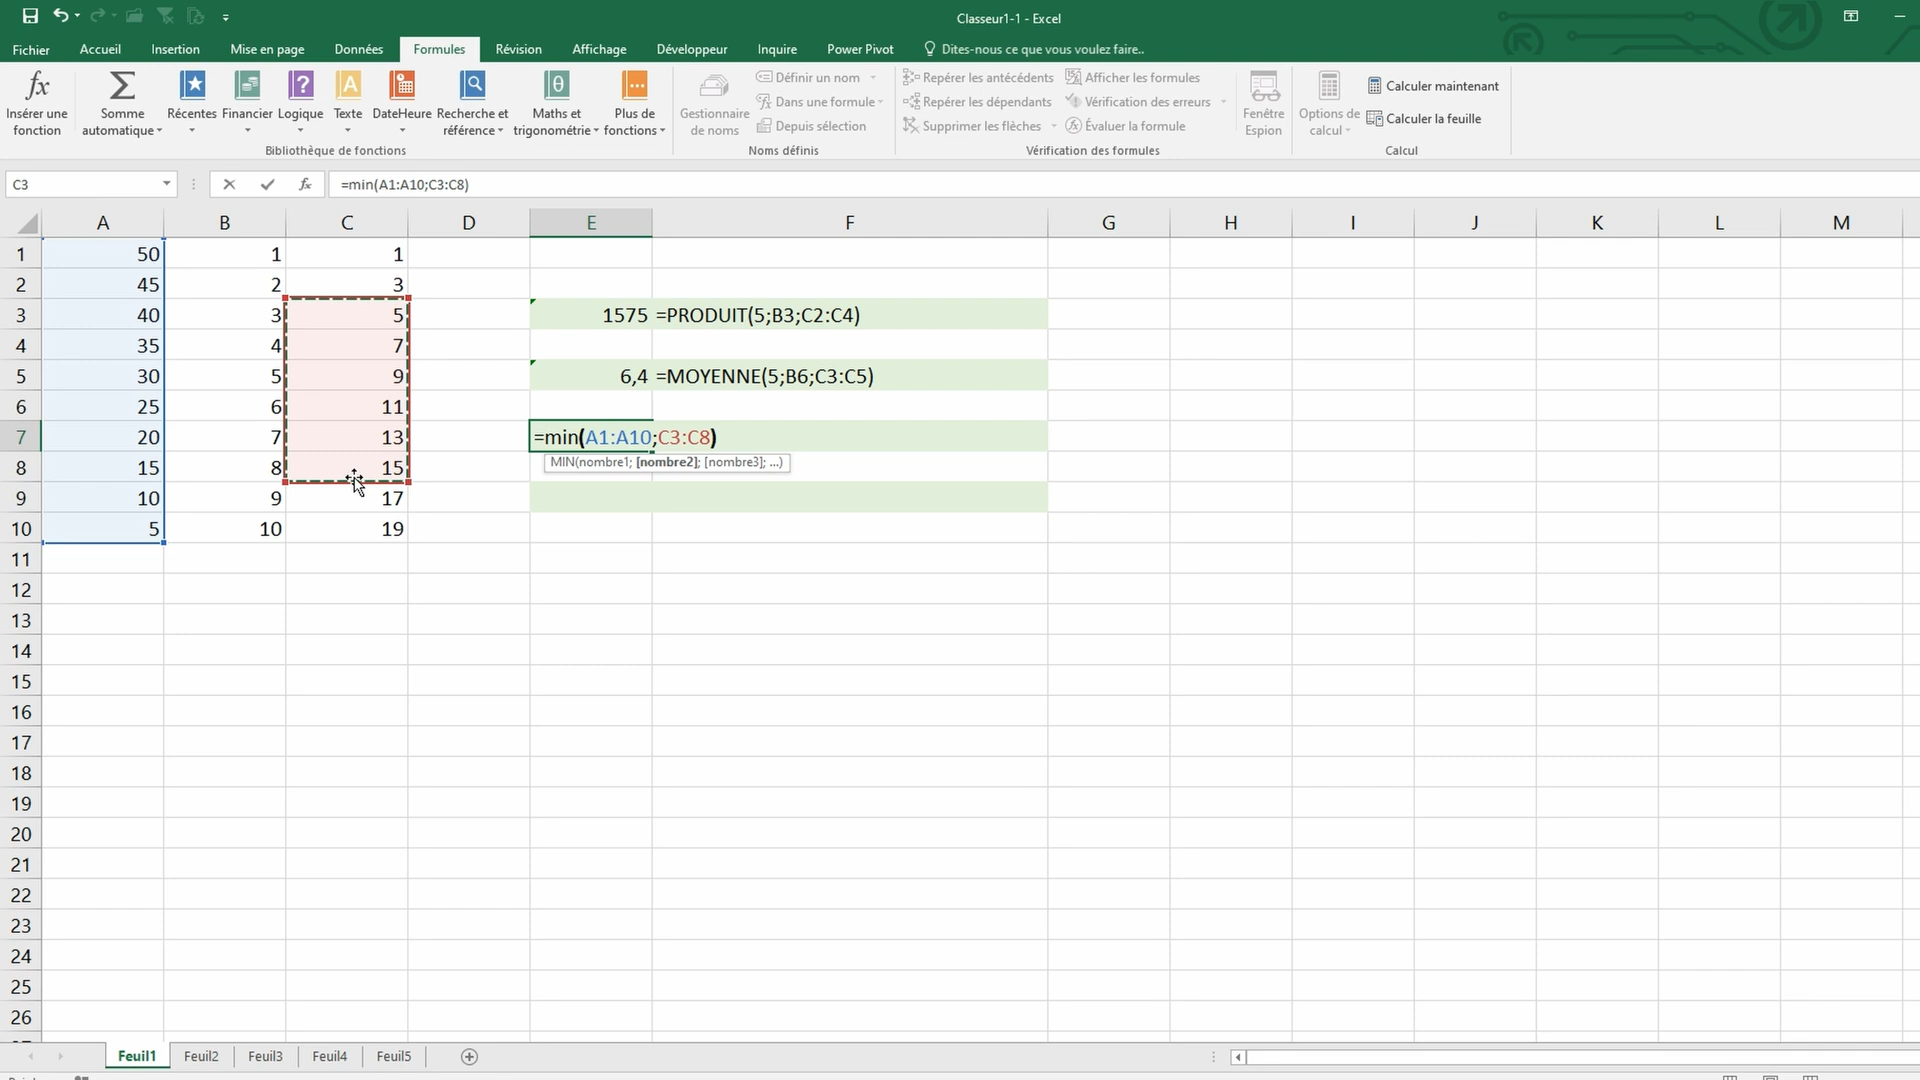 Classeur1-1 - Excel
Fichier Accueil Insertion Mise en page Données Formules Révision Affichage Développeur Inquire Power Pivot Dites-nous ce que vous voulez faire..
Insérer une fonction
Somme automatique
Récentes
Financier
Logique
Texte
DateHeure
Recherche et référence
Maths et trigonométrie
Plus de fonctions
Bibliothèque de fonctions
Gestionnaire de noms
Définir un nom
Dans une formule
Depuis sélection
Noms définis
Repérer les antécédents
Repérer les dépendants
Supprimer les flèches
Afficher les formules
Vérification des erreurs
Évaluer la formule
Vérification des formules
Fenêtre Espion
Options de calcul
Calculer maintenant
Calculer la feuille
Calcul
C3 fx =min(A1:A10;C3:C8)
A B C D E F G H I J K L M
1 50 1 1
2 45 2 3
3 40 3 5 1575 =PRODUIT(5;B3;C2:C4)
4 35 4 7
5 30 5 9 6,4 =MOYENNE(5;B6;C3:C5)
6 25 6 11
7 20 7 13 =min(A1:A10;C3:C8)
MIN(nombre1; [nombre2]; [nombre3]; ...)
8 15 8 15
9 10 9 17
10 5 10 19
11
12
13
14
15
16
17
18
19
20
21
22
23
24
25
26
Feuil1 Feuil2 Feuil3 Feuil4 Feuil5